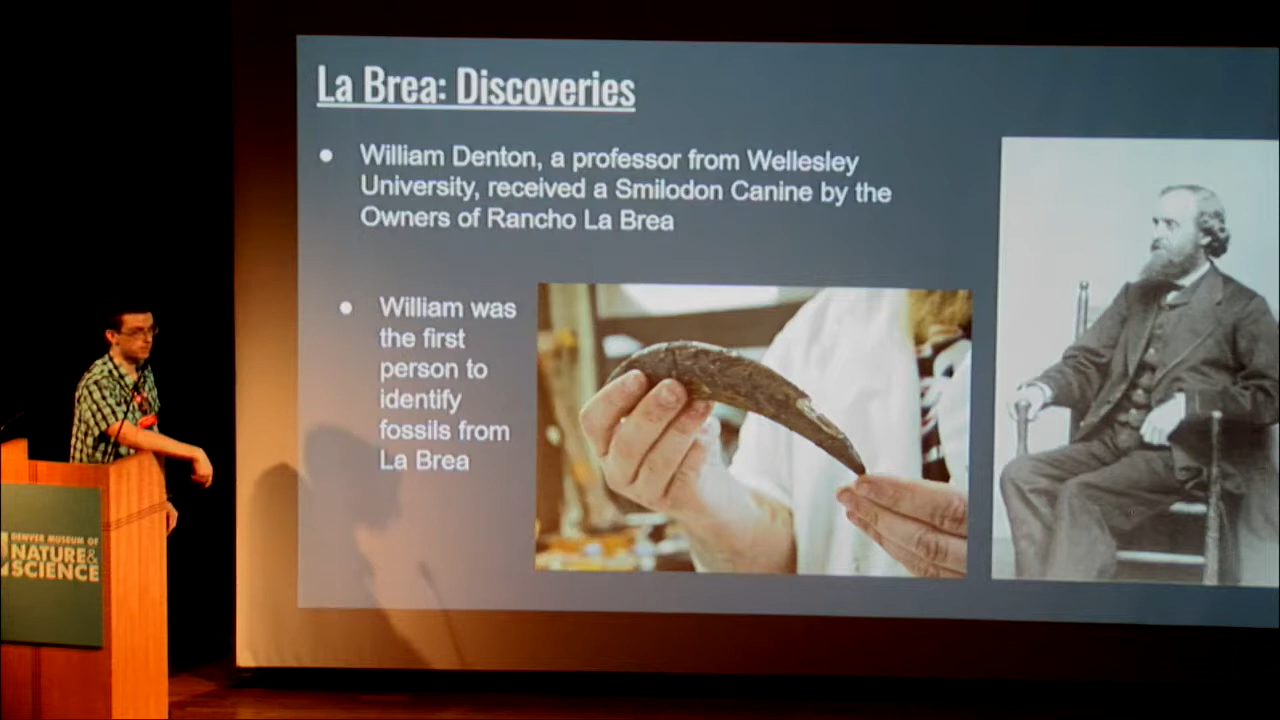 La Brea: Discoveries
● William Denton, a professor from Wellesley
University, received a Smilodon Canine by the
Owners of Rancho La Brea
● William was
the first
person to
identify
fossils from
La Brea
DENVER MUSEUM OF
NATURE &
SCIENCE